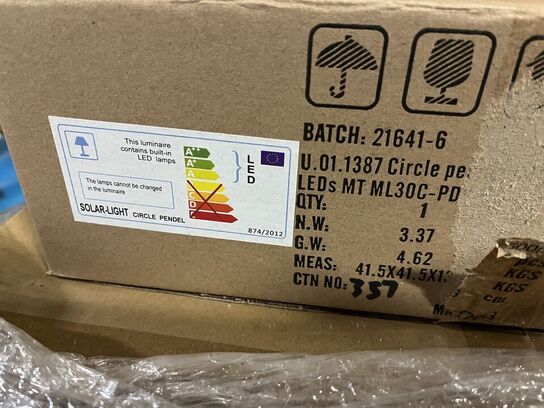 This luminaire
contains built-in
LED lamps
The lamps cannot be changed
in the luminaire
A++
A+
A
B
LED
SOLAR-LIGHT CIRCLE PENDEL
874/2012
BATCH: 21641-6
U.01.1387 Circle
LEDs MT ML30C-PD
QTY: 1
N.W: 3.37 KGS
G.W: 4.62 KGS
MEAS: 41.5X41.5X1 cm
CTN NO: 357